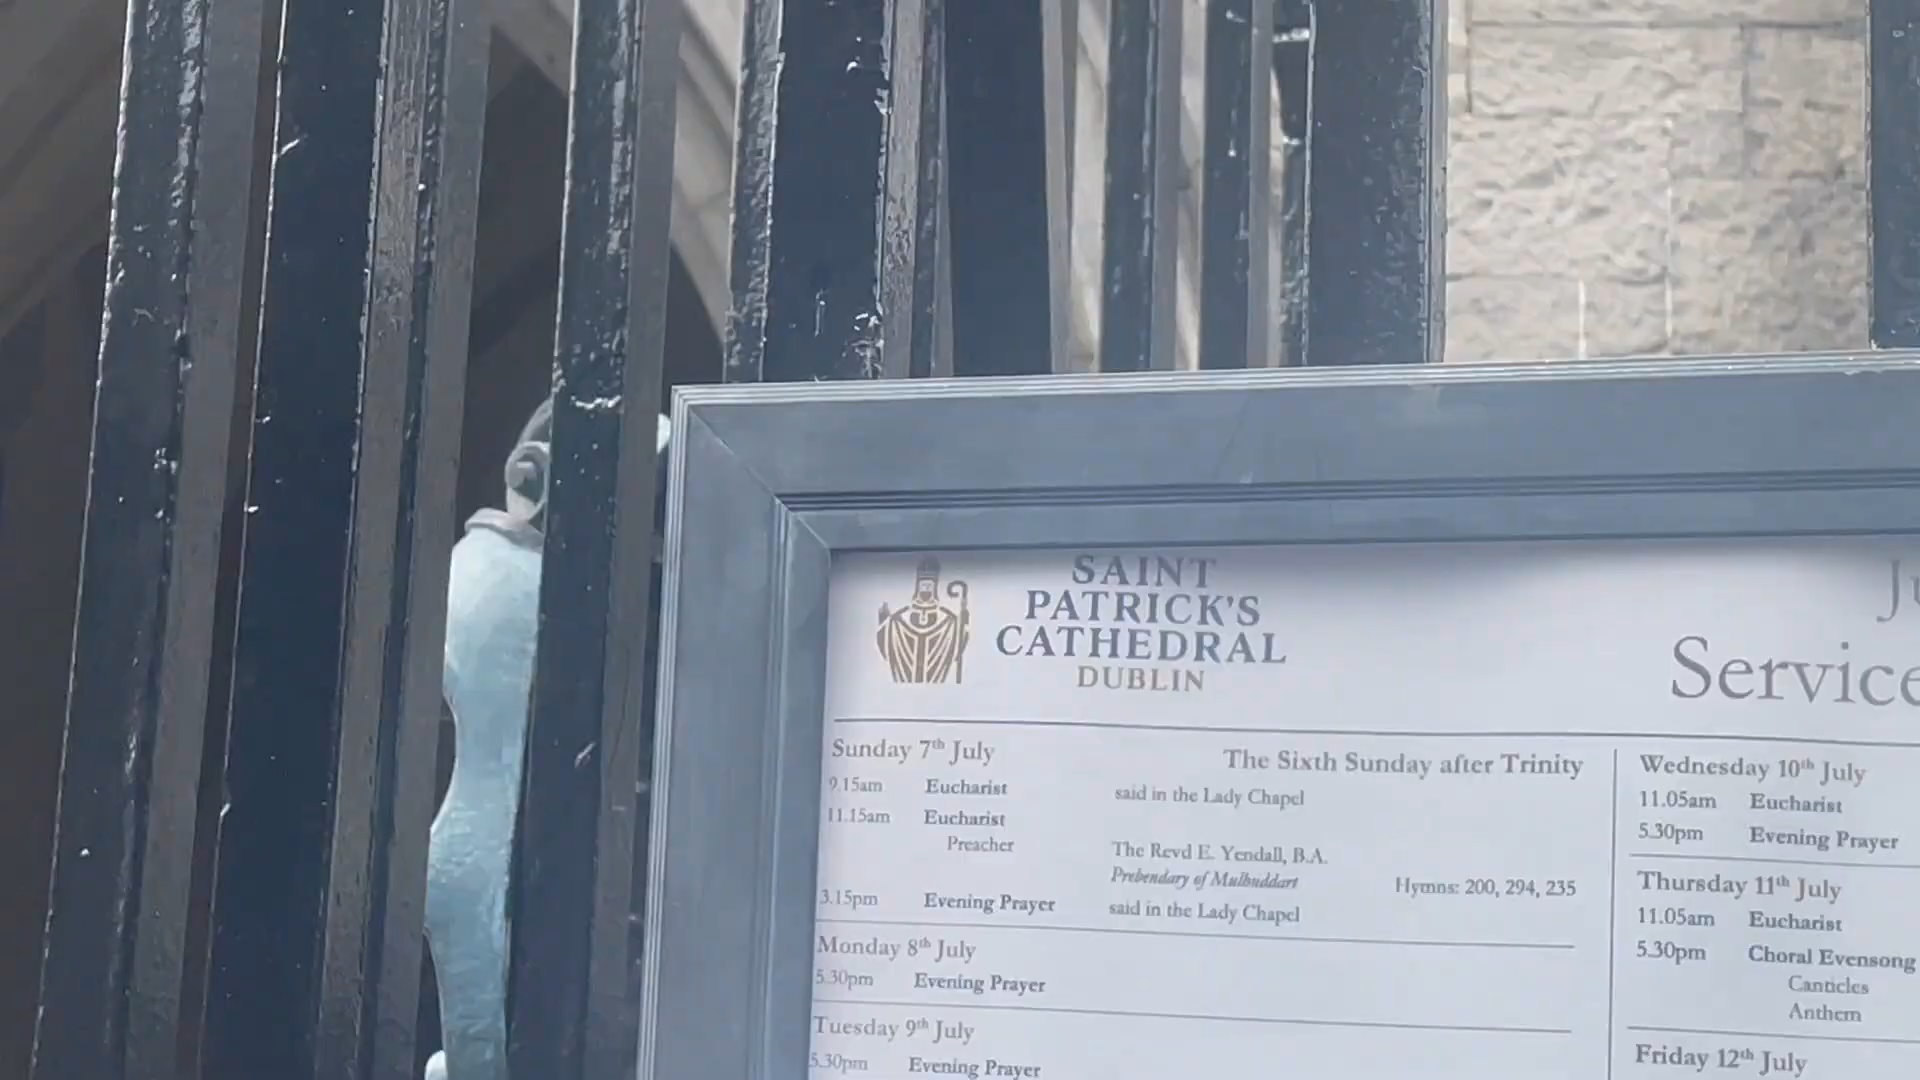 SAINT
PATRICK'S
CATHEDRAL
DUBLIN
Service
Sunday 7th July The Sixth Sunday after Trinity
9.15am Eucharist said in the Lady Chapel
11.15am Eucharist
Preacher The Revd E. Yendall, B.A.
Prebendary of Mulhuddart Hymns: 200, 294, 235
3.15pm Evening Prayer said in the Lady Chapel
Monday 8th July
5.30pm Evening Prayer
Tuesday 9th July
5.30pm Evening Prayer
Wednesday 10th July
11.05am Eucharist
5.30pm Evening Prayer
Thursday 11th July
11.05am Eucharist
5.30pm Choral Evensong
Canticles
Anthem
Friday 12th July